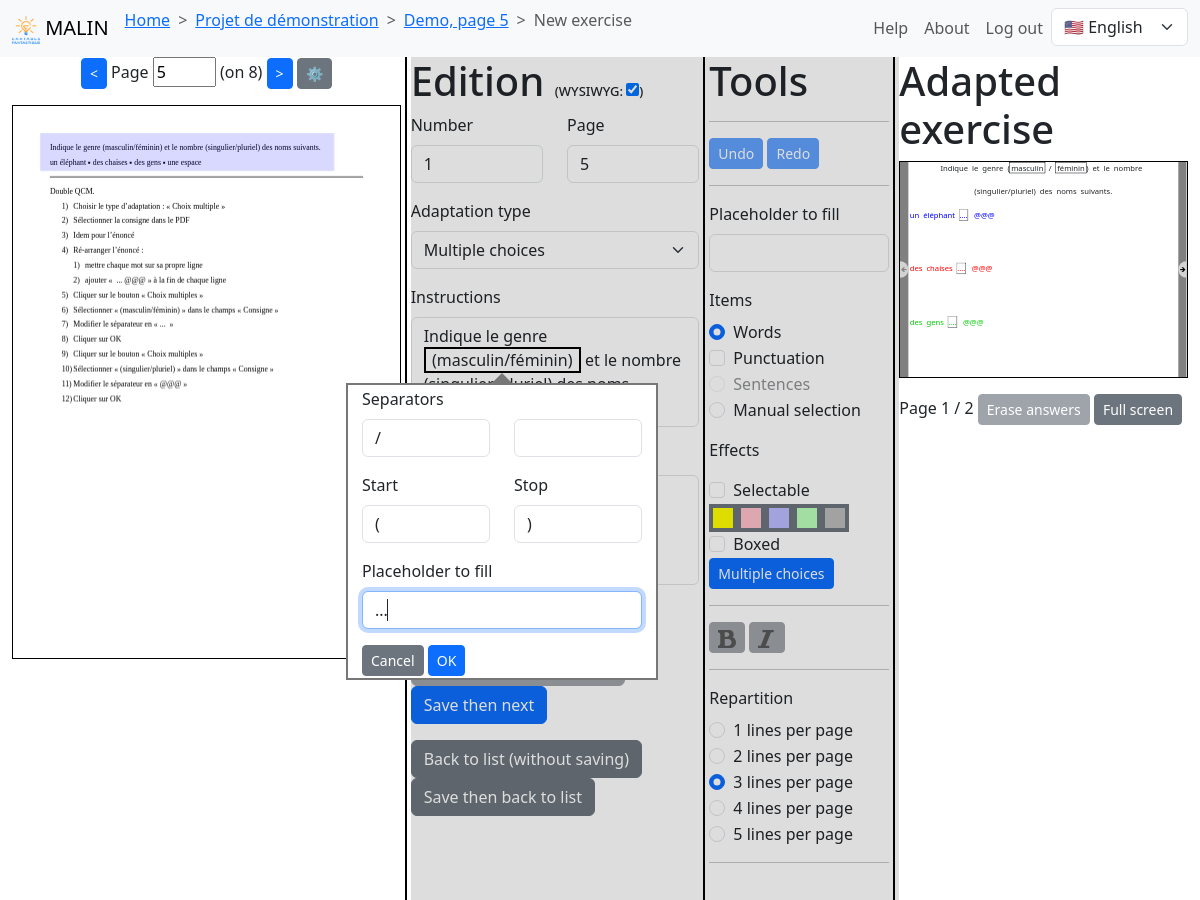 MALIN
Home > Projet de démonstration > Demo, page 5 > New exercise
Help About Log out 🇺🇸 English
< Page 5 (on 8) > ⚙️
Indique le genre (masculin/féminin) et le nombre (singulier/pluriel) des noms suivants.
un éléphant • des chaises • des gens • une espace
Double QCM.
1) Choisir le type d'adaptation : « Choix multiple »
2) Sélectionner la consigne dans le PDF
3) Idem pour l'énoncé
4) Ré-arranger l'énoncé :
1) mettre chaque mot sur sa propre ligne
2) ajouter « ... @@@ » à la fin de chaque ligne
5) Cliquer sur le bouton « Choix multiples »
6) Sélectionner « (masculin/féminin) » dans le champs « Consigne »
7) Modifier le séparateur en « ... »
8) Cliquer sur OK
9) Cliquer sur le bouton « Choix multiples »
10) Sélectionner « (singulier/pluriel) » dans le champs « Consigne »
11) Modifier le séparateur en « @@@ »
12) Cliquer sur OK
Edition (WYSIWYG: )
Number Page
1 5
Adaptation type
Multiple choices
Instructions
Indique le genre
(masculin/féminin) et le nombre
(singulier/pluriel) des noms
Separators
/
Start Stop
( )
Placeholder to fill
...
Cancel OK
Save then next
Back to list (without saving)
Save then back to list
Tools
Undo Redo
Placeholder to fill
Items
Words
Punctuation
Sentences
Manual selection
Effects
Selectable
Boxed
Multiple choices
B I
Repartition
1 lines per page
2 lines per page
3 lines per page
4 lines per page
5 lines per page
Adapted
exercise
Indique le genre (masculin / féminin) et le nombre
(singulier/pluriel) des noms suivants.
un éléphant ... @@@
des chaises ... @@@
des gens ... @@@
Page 1 / 2 Erase answers Full screen